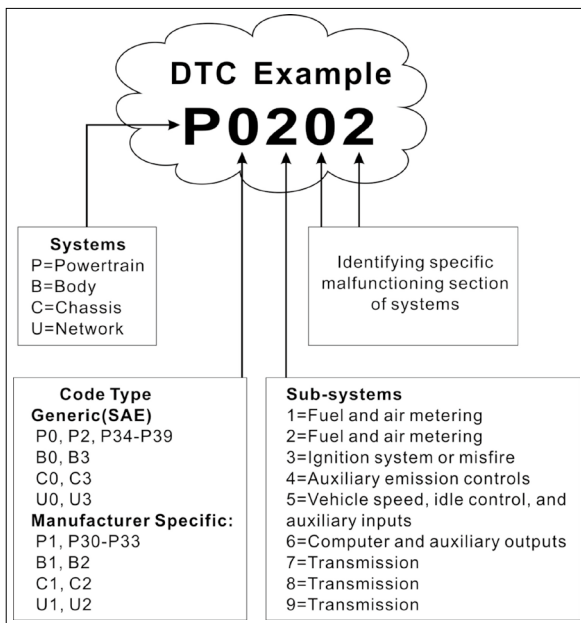 DTC Example
P0202
Systems
P=Powertrain
B=Body
C=Chassis
U=Network
Identifying specific
malfunctioning section
of systems
Code Type
Generic(SAE)
P0, P2, P34-P39
B0, B3
C0, C3
U0, U3
Manufacturer Specific:
P1, P30-P33
B1, B2
C1, C2
U1, U2
Sub-systems
1=Fuel and air metering
2=Fuel and air metering
3=Ignition system or misfire
4=Auxiliary emission controls
5=Vehicle speed, idle control, and
auxiliary inputs
6=Computer and auxiliary outputs
7=Transmission
8=Transmission
9=Transmission